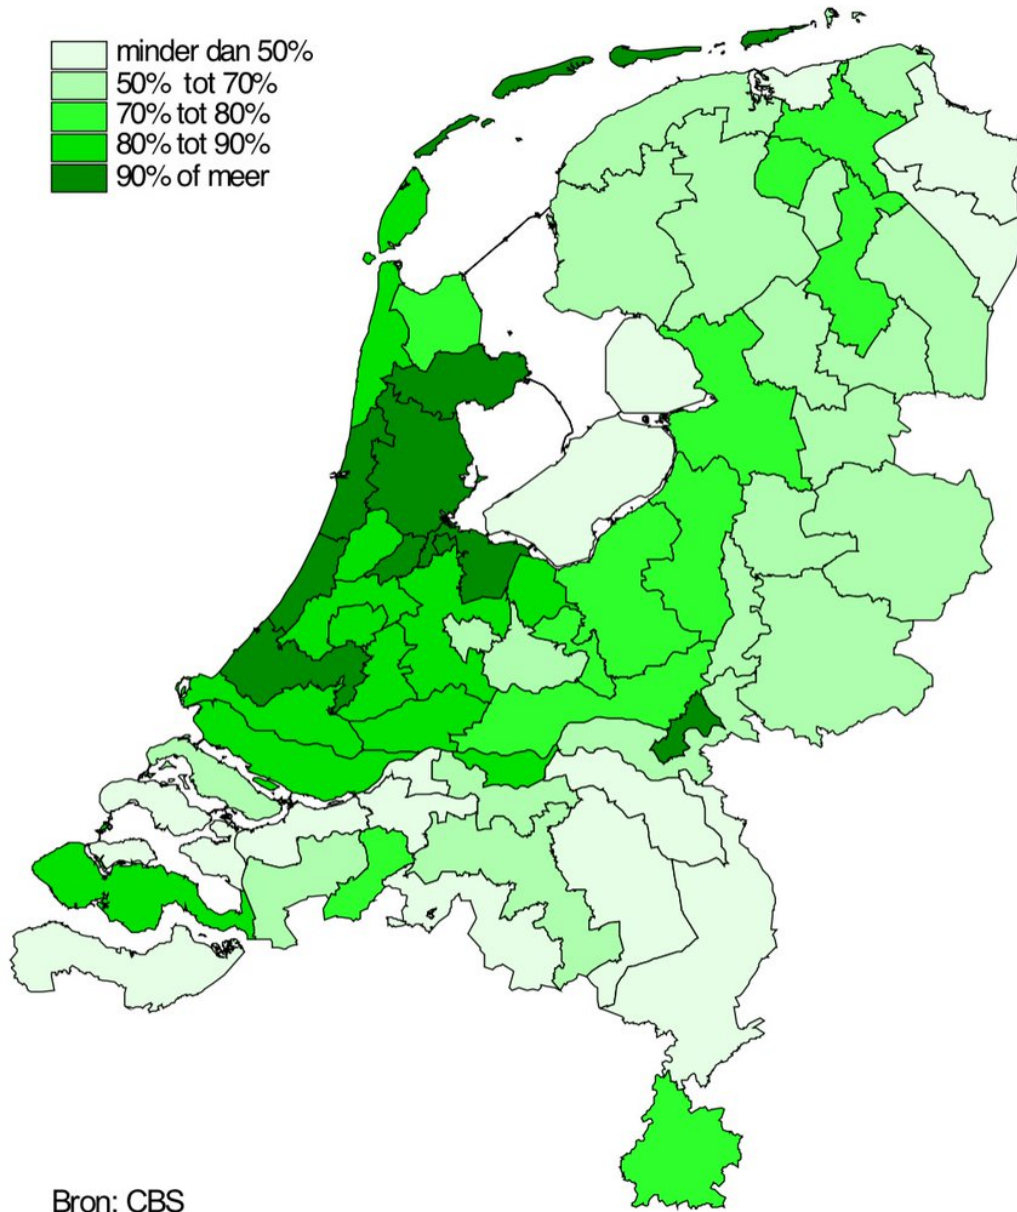 minder dan 50%
50% tot 70%
70% tot 80%
80% tot 90%
90% of meer
Bron: CBS